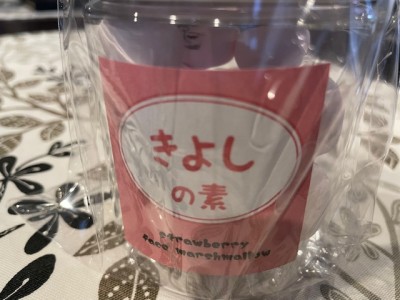 きよし
の素
strawberry
face marshmallow